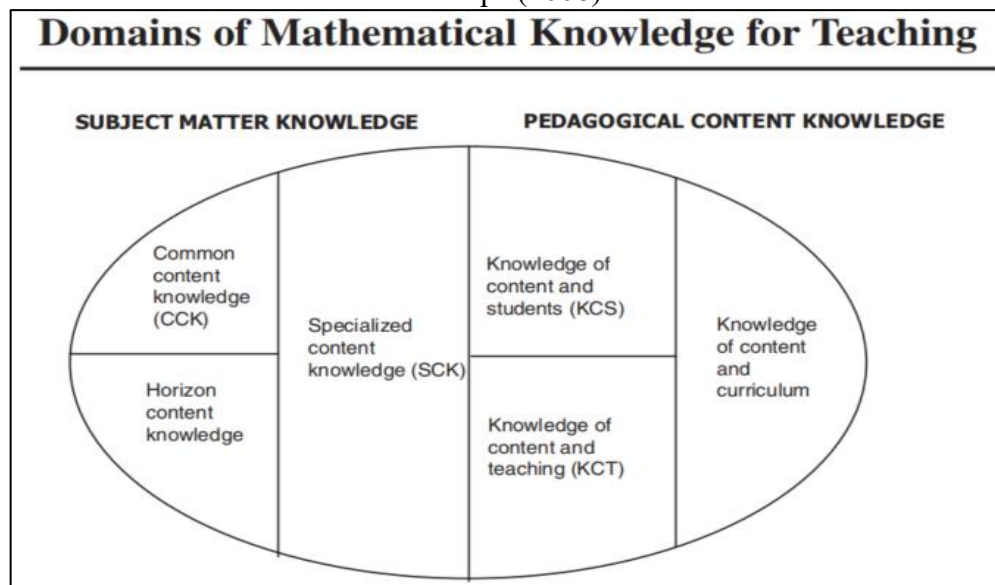 Domains of Mathematical Knowledge for Teaching
SUBJECT MATTER KNOWLEDGE
PEDAGOGICAL CONTENT KNOWLEDGE
Common
content
knowledge
(CCK)
Horizon
content
knowledge
Specialized
content
knowledge (SCK)
Knowledge of
content and
students (KCS)
Knowledge of
content and
teaching (KCT)
Knowledge
of content
and
curriculum